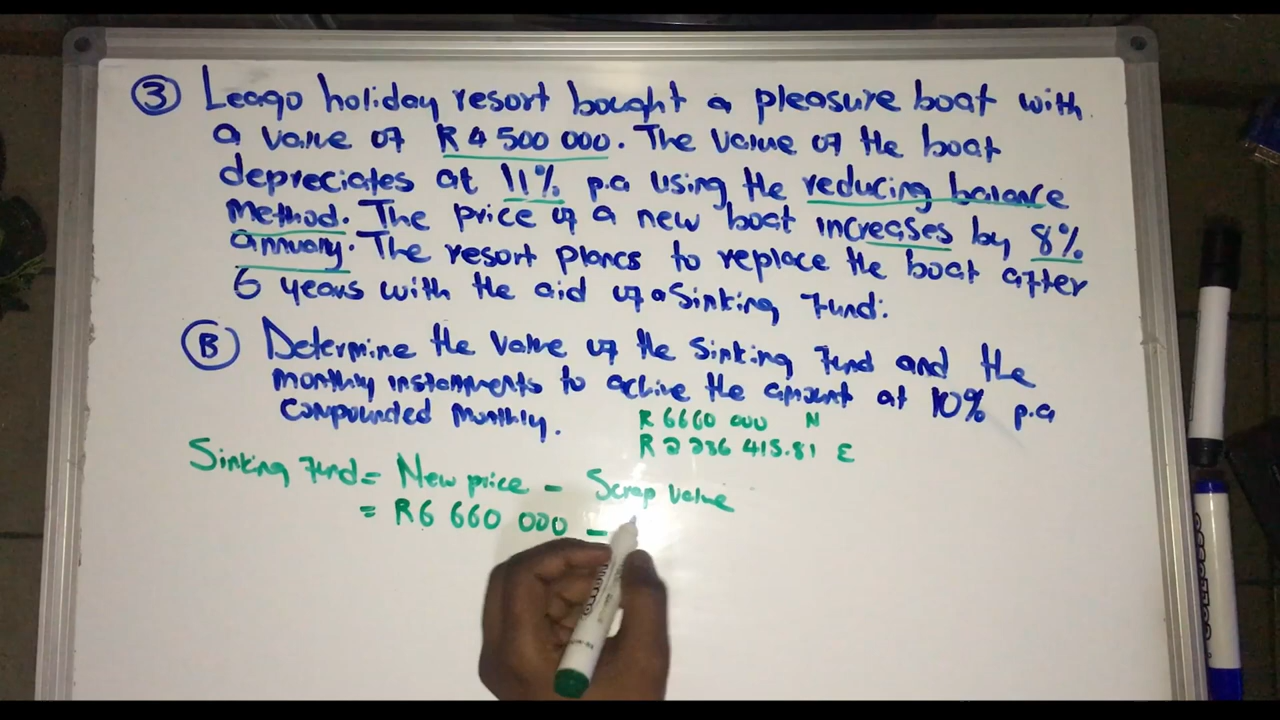 ③ Leago holiday resort bought a pleasure boat with
a value of R 4 500 000. The value of the boat
depreciates at 11% p.a using the reducing balance
method. The price of a new boat increases by 8%
annually. The resort plans to replace the boat after
6 years with the aid of a sinking fund:
Ⓑ Determine the value of the sinking fund and the
monthly instalments to achive the amount at 10% p.a
compounded monthly.
R 6660 000 N
R 2 236 415.81 E
Sinking fund = New price - Scrap value
= R6 660 000 -